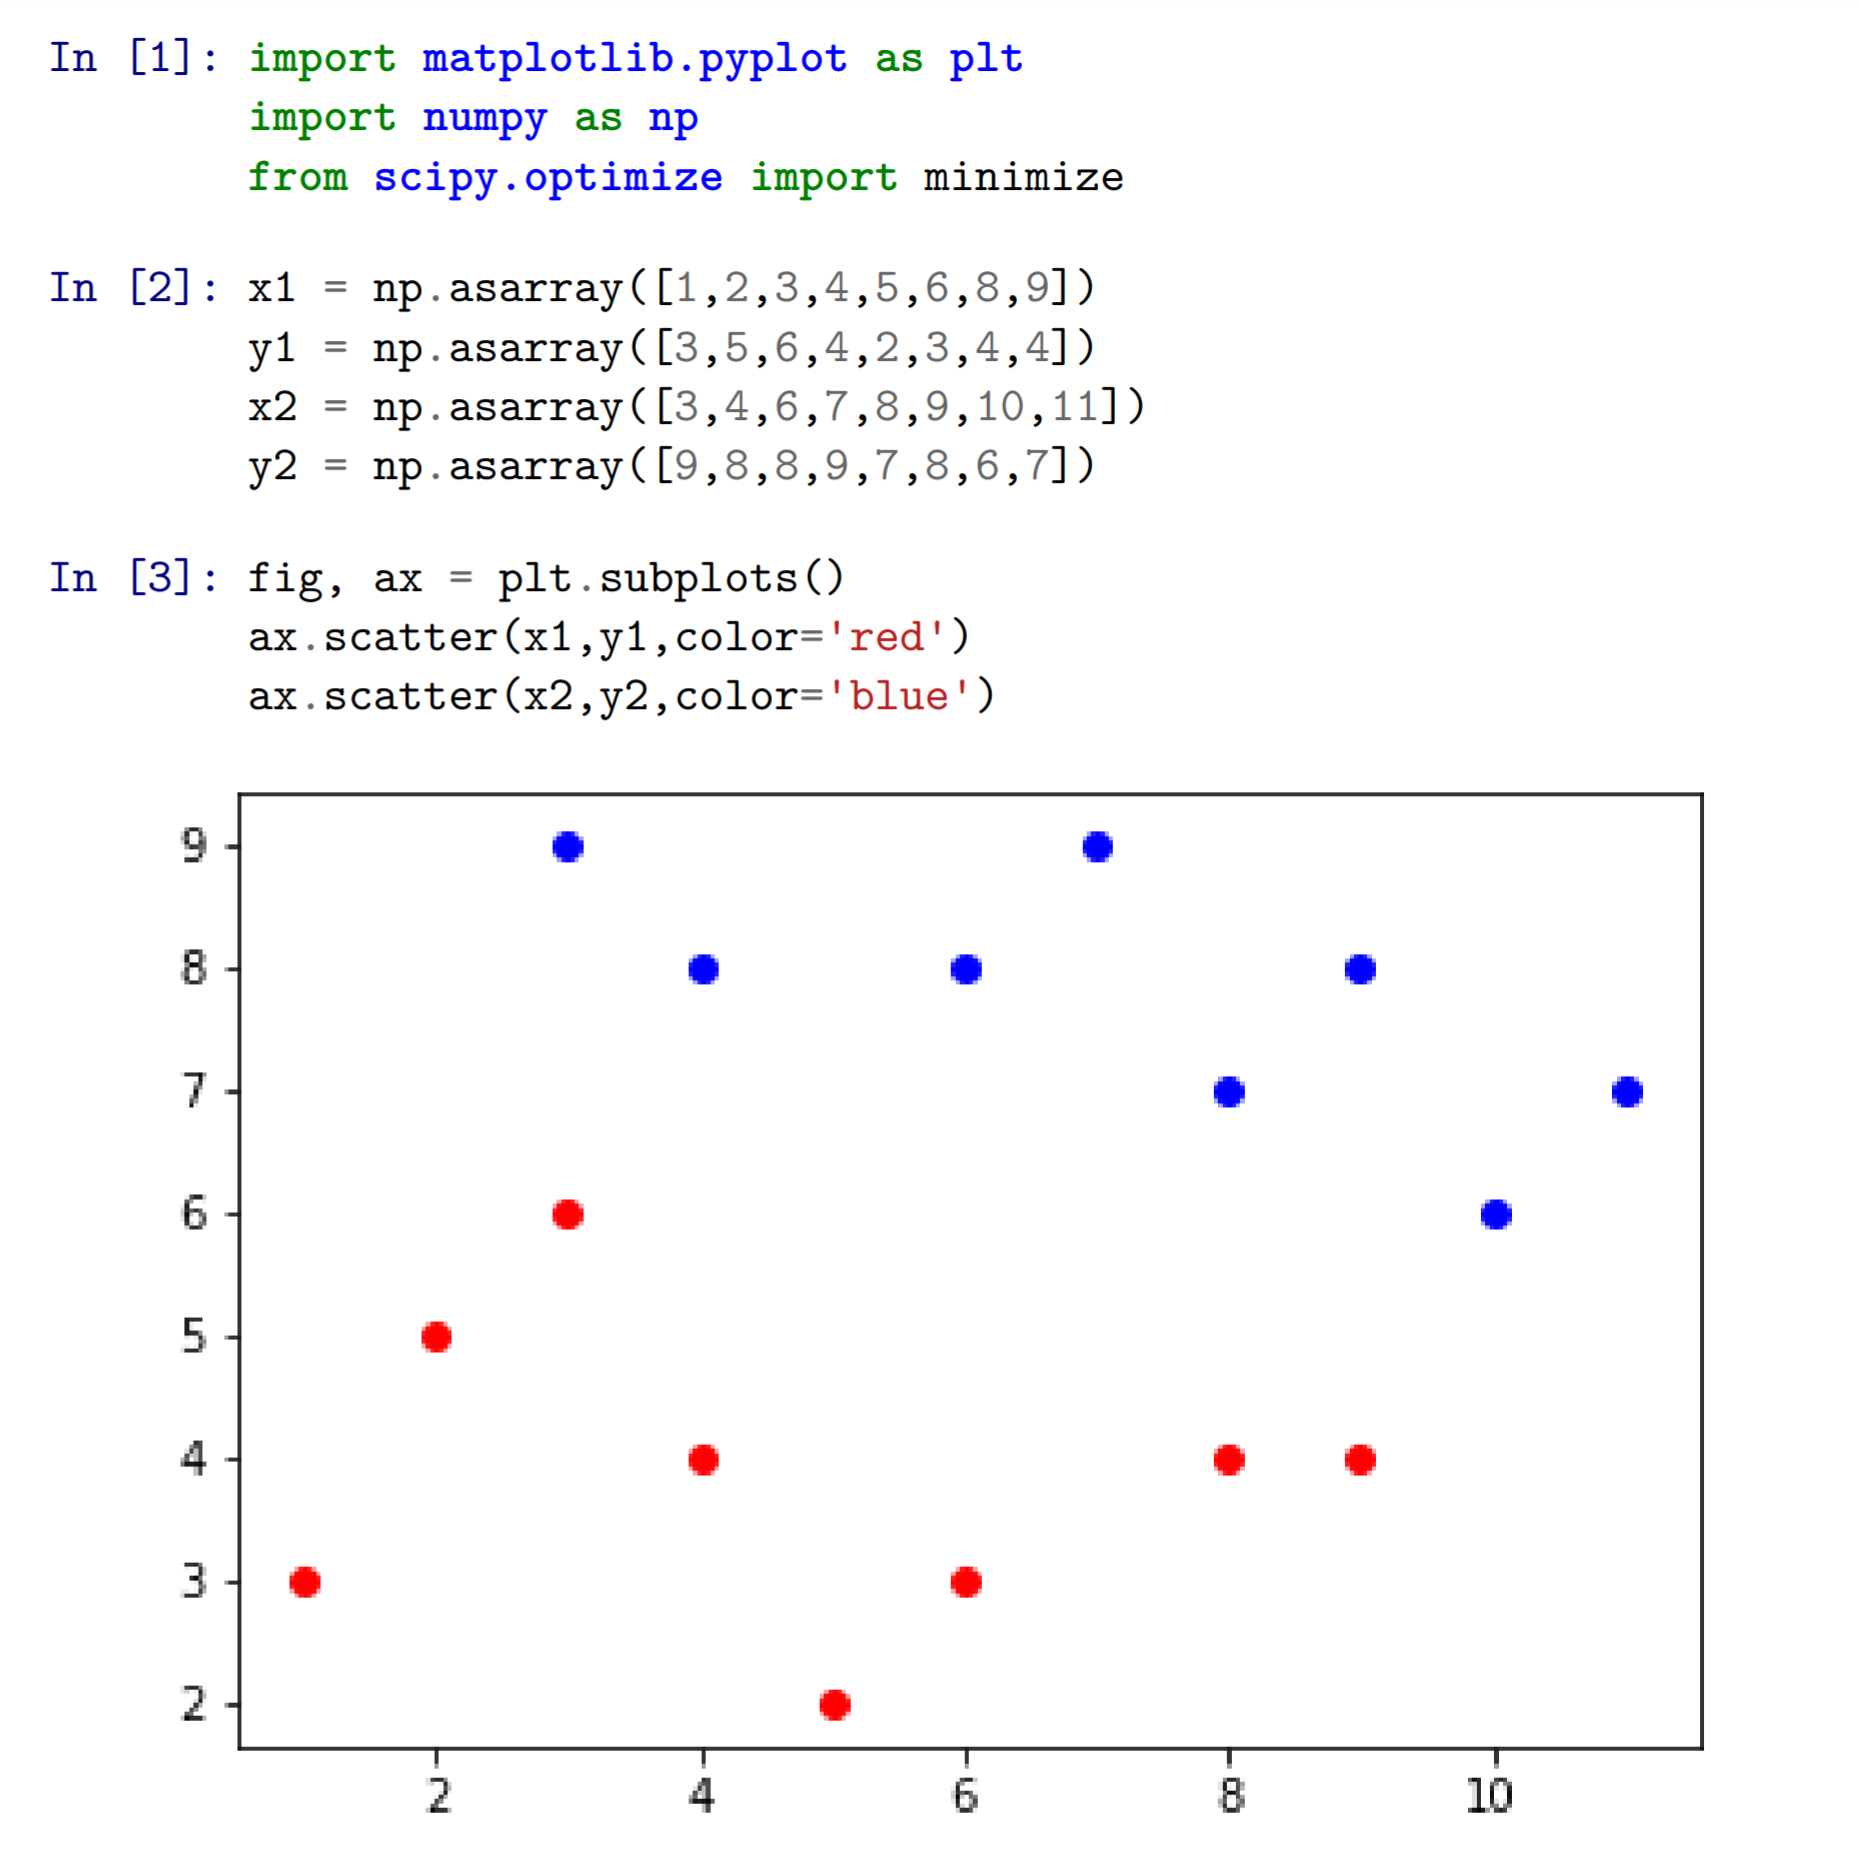 In [1]: import matplotlib.pyplot as plt
import numpy as np
from scipy.optimize import minimize
In [2]: x1 = np.asarray([1,2,3,4,5,6,8,9])
y1 = np.asarray([3,5,6,4,2,3,4,4])
x2 = np.asarray([3,4,6,7,8,9,10,11])
y2 = np.asarray([9,8,8,9,7,8,6,7])
In [3]: fig, ax = plt.subplots()
ax.scatter(x1,y1,color='red')
ax.scatter(x2,y2,color='blue')
9
8
7
6
5
4
3
2
2 4 6 8 10